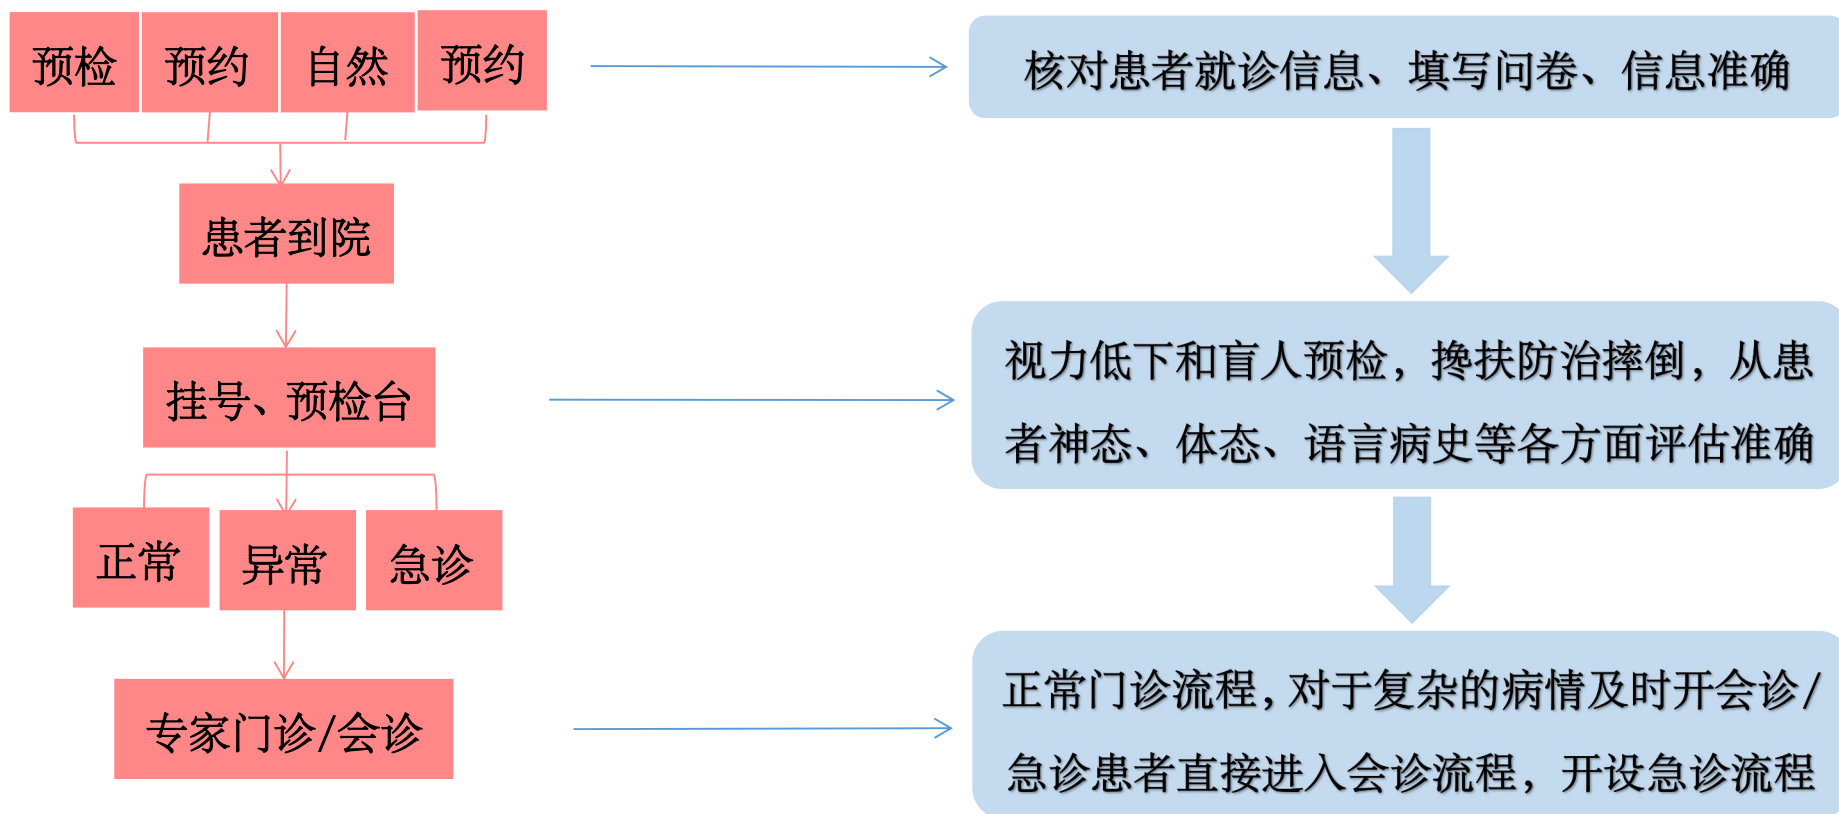 预检
预约
自然
预约
核对患者就诊信息、填写问卷、信息准确
患者到院
挂号、预检台
视力低下和盲人预检，搀扶防治摔倒，从患
者神态、体态、语言病史等各方面评估准确
正常
异常
急诊
专家门诊/会诊
正常门诊流程，对于复杂的病情及时开会诊/
急诊患者直接进入会诊流程，开设急诊流程